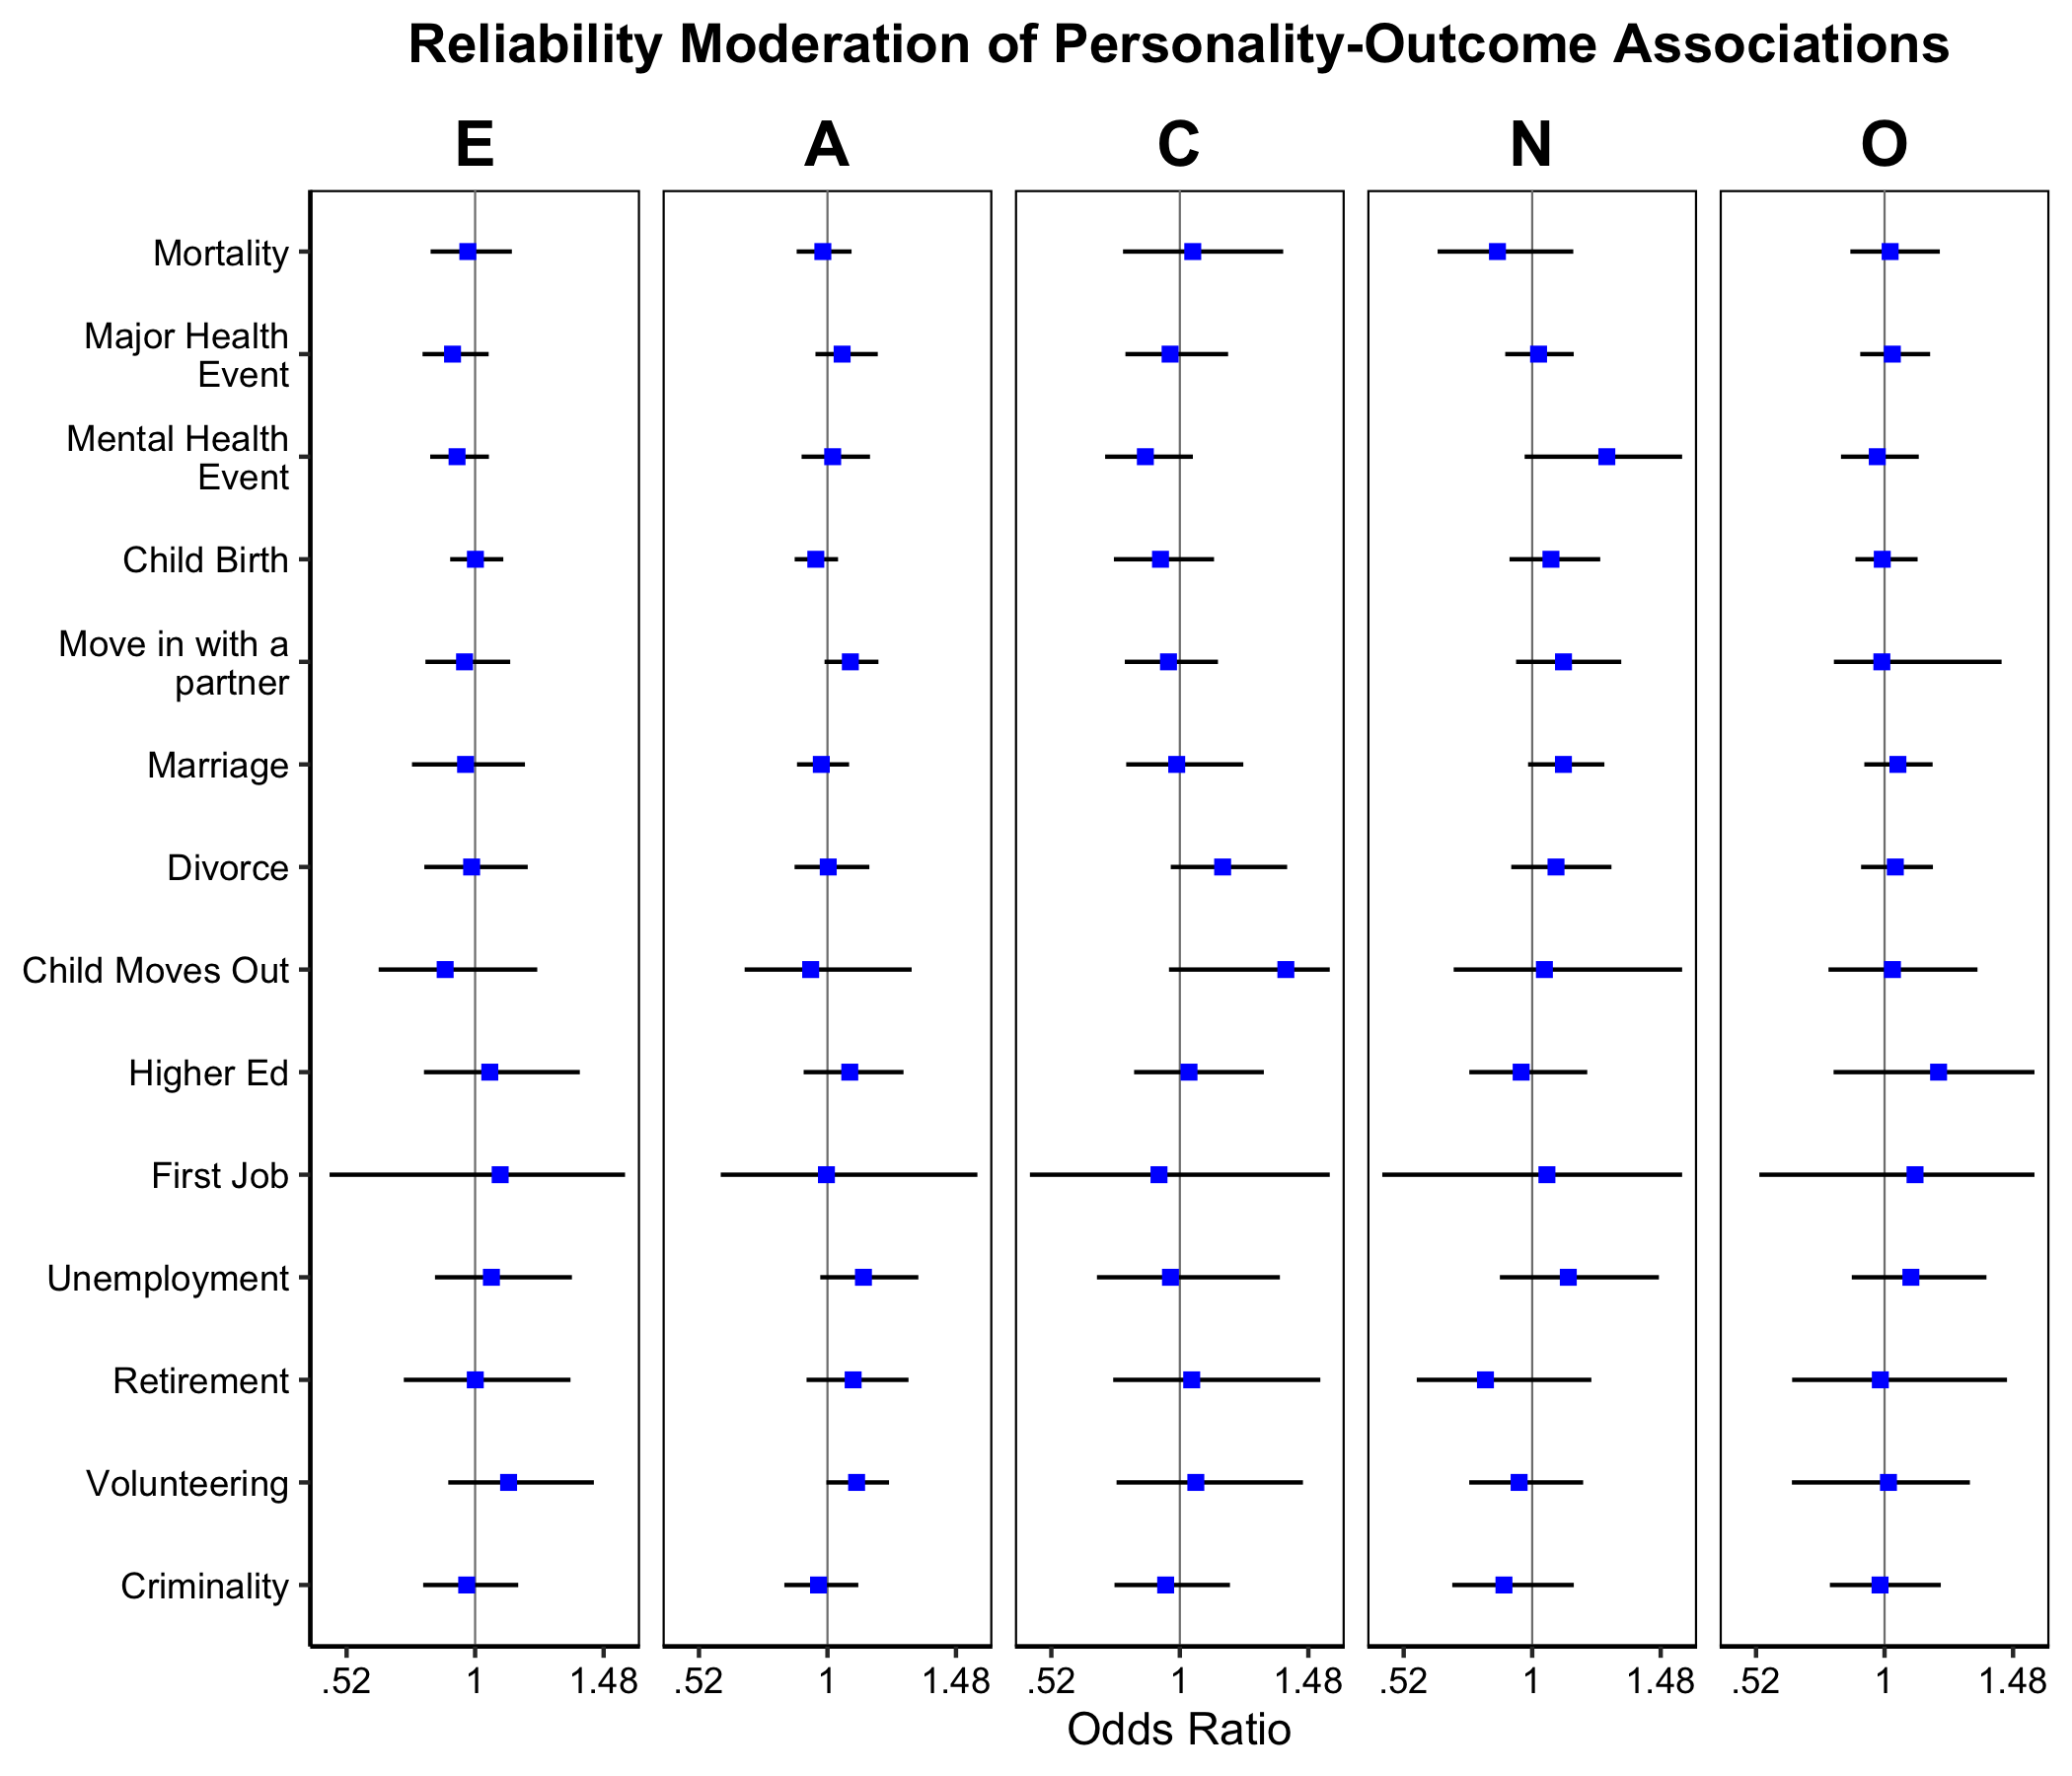 Reliability Moderation of Personality-Outcome Associations
E A C N O
Mortality
Major Health
Event
Mental Health
Event
Child Birth
Move in with a
partner
Marriage
Divorce
Child Moves Out
Higher Ed
First Job
Unemployment
Retirement
Volunteering
Criminality
.52 1 1.48 .52 1 1.48 .52 1 1.48 .52 1 1.48 .52 1 1.48
Odds Ratio